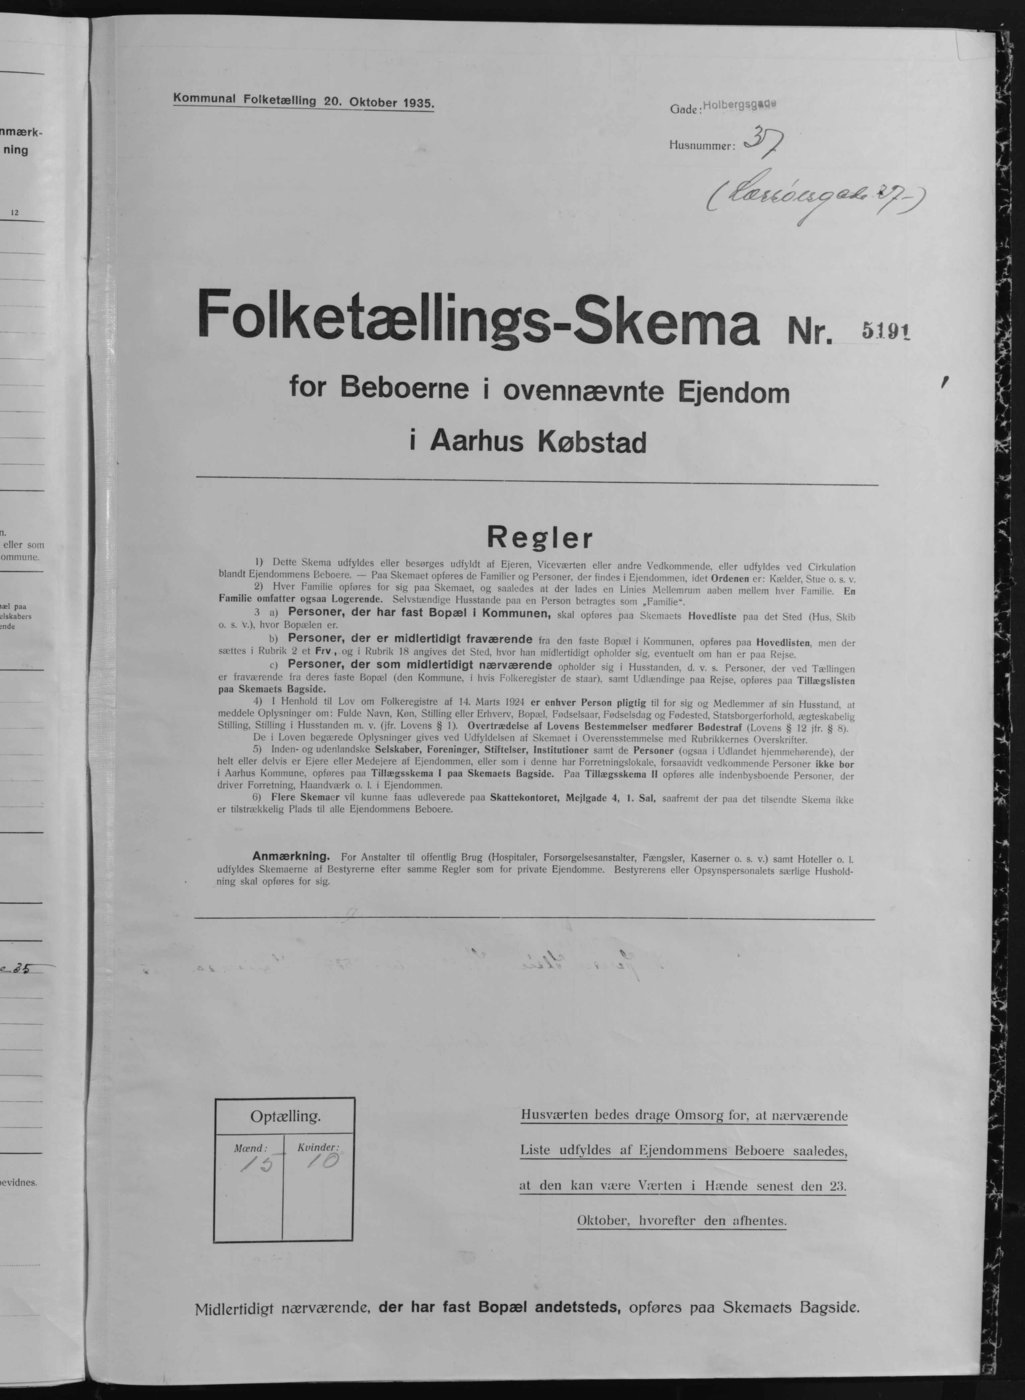 nmærk-
ning
12
n.
eller som
ommune.
æl paa
elskabers
ende
35
evidnes.
Kommunal Folketælling 20. Oktober 1935.
Gade: Holbergsgade
Husnummer: 37
27-)
Folketællings-Skema Nr. 5191
for Beboerne i ovennævnte Ejendom
i Aarhus Købstad
Regler
1) Dette Skema udfyldes eller besørges udfyldt af Ejeren, Viceværten eller andre Vedkommende, eller udfyldes ved Cirkulation
blandt Ejendommens Beboere. — Paa Skemaet opføres de Familier og Personer, der findes i Ejendommen, idet Ordenen er: Kælder, Stue o. s. v.
2) Hver Familie opføres for sig paa Skemaet, og saaledes at der lades en Linies Mellemrum aaben mellem hver Familie. En
Familie omfatter ogsaa Logerende. Selvstændige Husstande paa en Person betragtes som „Familie“.
3 a) Personer, der har fast Bopæl i Kommunen, skal opføres paa Skemaets Hovedliste paa det Sted (Hus, Skib
o. s. v.), hvor Bopælen er.
b) Personer, der er midlertidigt fraværende fra den faste Bopæl i Kommunen, opføres paa Hovedlisten, men der
sættes i Rubrik 2 et Frv, og i Rubrik 18 angives det Sted, hvor han midlertidigt opholder sig, eventuelt om han er paa Rejse.
c) Personer, der som midlertidigt nærværende opholder sig i Husstanden, d. v. s. Personer, der ved Tællingen
er fraværende fra deres faste Bopæl (den Kommune, i hvis Folkeregister de staar), samt Udlændinge paa Rejse, opføres paa Tillægslisten
paa Skemaets Bagside.
4) I Henhold til Lov om Folkeregistre af 14. Marts 1924 er enhver Person pligtig til for sig og Medlemmer af sin Husstand, at
meddele Oplysninger om: Fulde Navn, Køn, Stilling eller Erhverv, Bopæl, Fødselsaar, Fødselsdag og Fødested, Statsborgerforhold, ægteskabelig
Stilling, Stilling i Husstanden m. v. (jfr. Lovens § 1). Overtrædelse af Lovens Bestemmelser medfører Bødestraf (Lovens § 12 jfr. § 8).
De i Loven begærede Oplysninger gives ved Udfyldelsen af Skemaet i Overensstemmelse med Rubrikkernes Overskrifter.
5) Inden- og udenlandske Selskaber, Foreninger, Stiftelser, Institutioner samt de Personer (ogsaa i Udlandet hjemmehørende), der
helt eller delvis er Ejere eller Medejere af Ejendommen, eller som i denne har Forretningslokale, forsaavidt vedkommende Personer ikke bor
i Aarhus Kommune, opføres paa Tillægsskema I paa Skemaets Bagside. Paa Tillægsskema II opføres alle indenbysboende Personer, der
driver Forretning, Haandværk o. l. i Ejendommen.
6) Flere Skemaer vil kunne faas udleverede paa Skattekontoret, Mejlgade 4, 1. Sal, saafremt der paa det tilsendte Skema ikke
er tilstrækkelig Plads til alle Ejendommens Beboere.
Anmærkning. For Anstalter til offentlig Brug (Hospitaler, Forsørgelsesanstalter, Fængsler, Kaserner o. s. v.) samt Hoteller o. l.
udfyldes Skemaerne af Bestyrerne efter samme Regler som for private Ejendomme. Bestyrerens eller Opsynspersonalets særlige Hushold-
ning skal opføres for sig.
Optælling.
Mænd: Kvinder:
15 10
Husværten bedes drage Omsorg for, at nærværende
Liste udfyldes af Ejendommens Beboere saaledes,
at den kan være Værten i Hænde senest den 23.
Oktober, hvorefter den afhentes.
Midlertidigt nærværende, der har fast Bopæl andetsteds, opføres paa Skemaets Bagside.